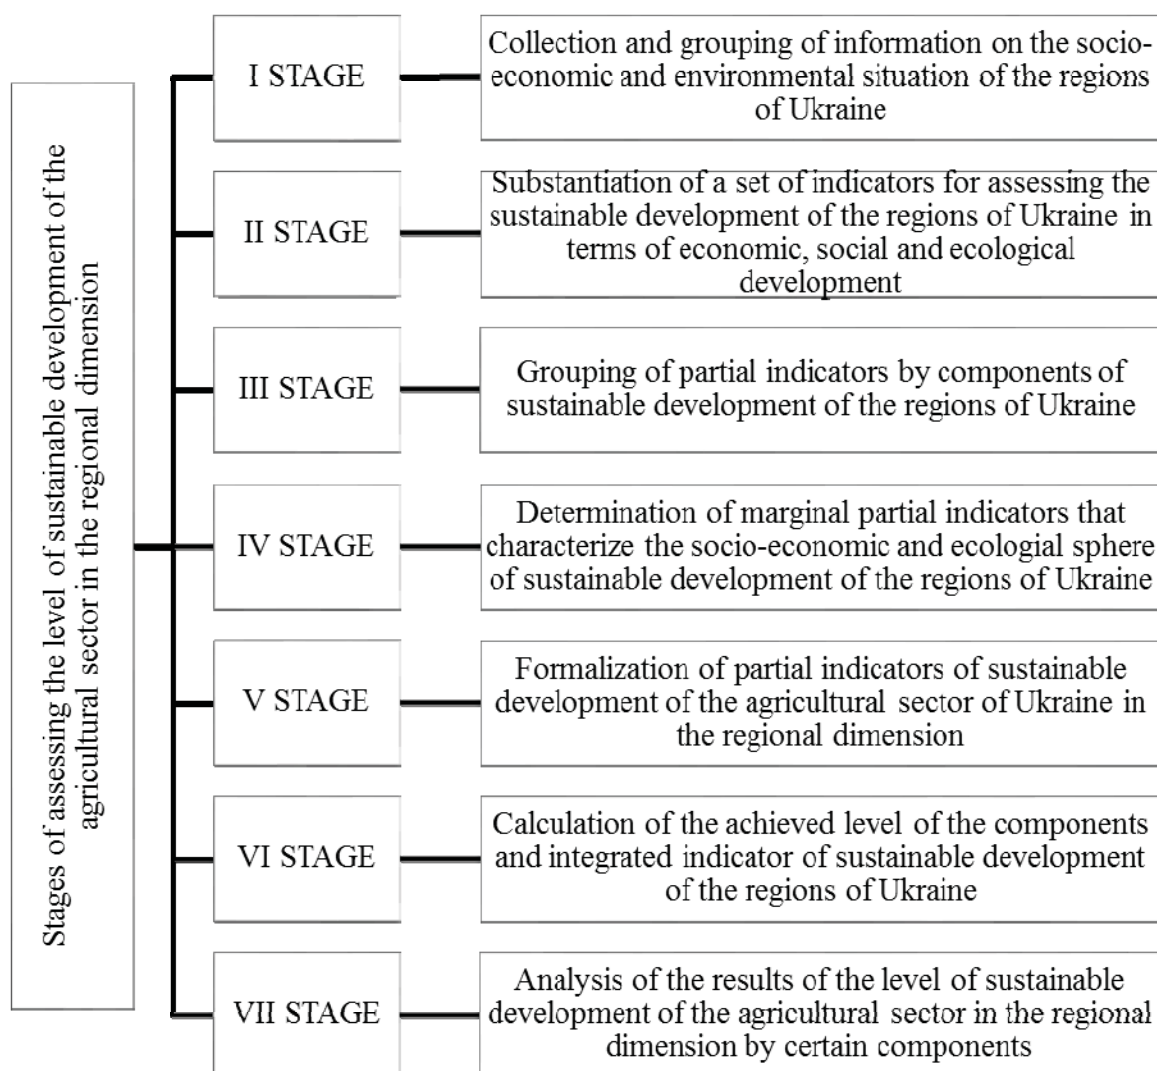 Stages of assessing the level of sustainable development of the
agricultural sector in the regional dimension
I STAGE
Collection and grouping of information on the socio-
economic and environmental situation of the regions
of Ukraine
II STAGE
Substantiation of a set of indicators for assessing the
sustainable development of the regions of Ukraine in
terms of economic, social and ecological
development
III STAGE
Grouping of partial indicators by components of
sustainable development of the regions of Ukraine
IV STAGE
Determination of marginal partial indicators that
characterize the socio-economic and ecologial sphere
of sustainable development of the regions of Ukraine
V STAGE
Formalization of partial indicators of sustainable
development of the agricultural sector of Ukraine in
the regional dimension
VI STAGE
Calculation of the achieved level of the components
and integrated indicator of sustainable development
of the regions of Ukraine
VII STAGE
Analysis of the results of the level of sustainable
development of the agricultural sector in the regional
dimension by certain components